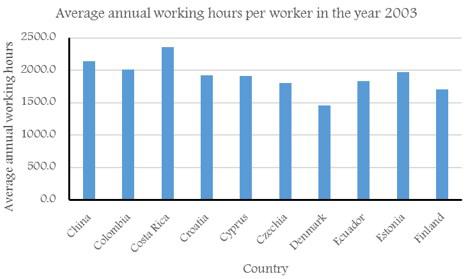 Average annual working hours per worker in the year 2003
Average annual working hours
2500.0
2000.0
1500.0
1000.0
500.0
0.0
China
Colombia
Costa Rica
Croatia
Cyprus
Czechia
Denmark
Ecuador
Estonia
Finland
Country